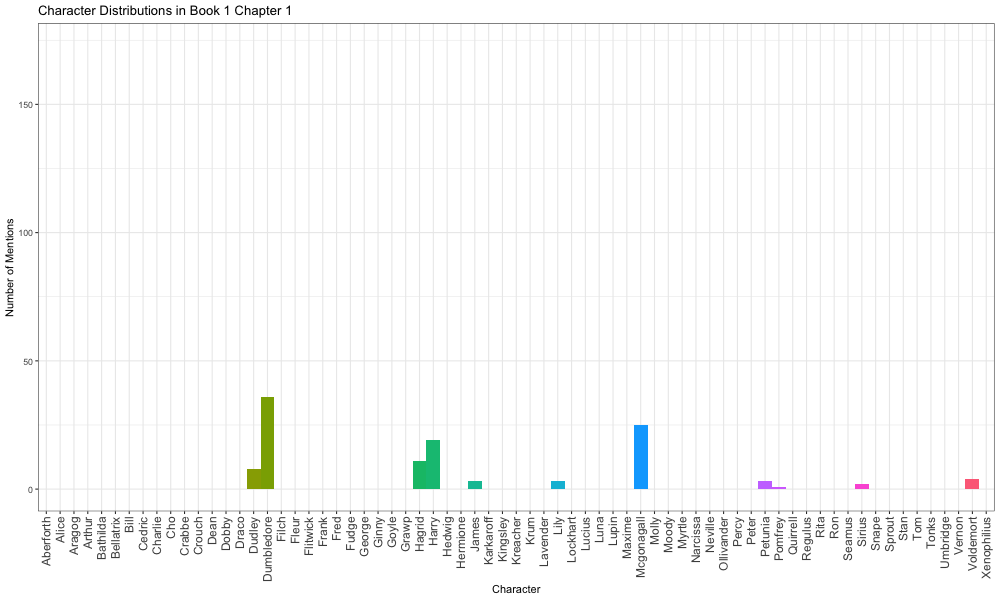 Character Distributions in Book 1 Chapter 1
Number of Mentions
150
100
50
0
Aberforth
Alice
Aragog
Arthur
Bathilda
Bellatrix
Bill
Cedric
Charlie
Cho
Crabbe
Crouch
Dean
Dobby
Draco
Dudley
Dumbledore
Filch
Fleur
Flitwick
Frank
Fred
Fudge
George
Ginny
Goyle
Grawp
Hagrid
Harry
Hedwig
Hermione
James
Karkaroff
Kingsley
Kreacher
Krum
Lavender
Lily
Lockhart
Lucius
Luna
Lupin
Maxime
Mcgonagall
Molly
Moody
Myrtle
Narcissa
Neville
Ollivander
Percy
Peter
Petunia
Pomfrey
Quirrell
Regulus
Rita
Ron
Seamus
Sirius
Snape
Sprout
Stan
Tom
Tonks
Umbridge
Vernon
Voldemort
Xenophilius
Character